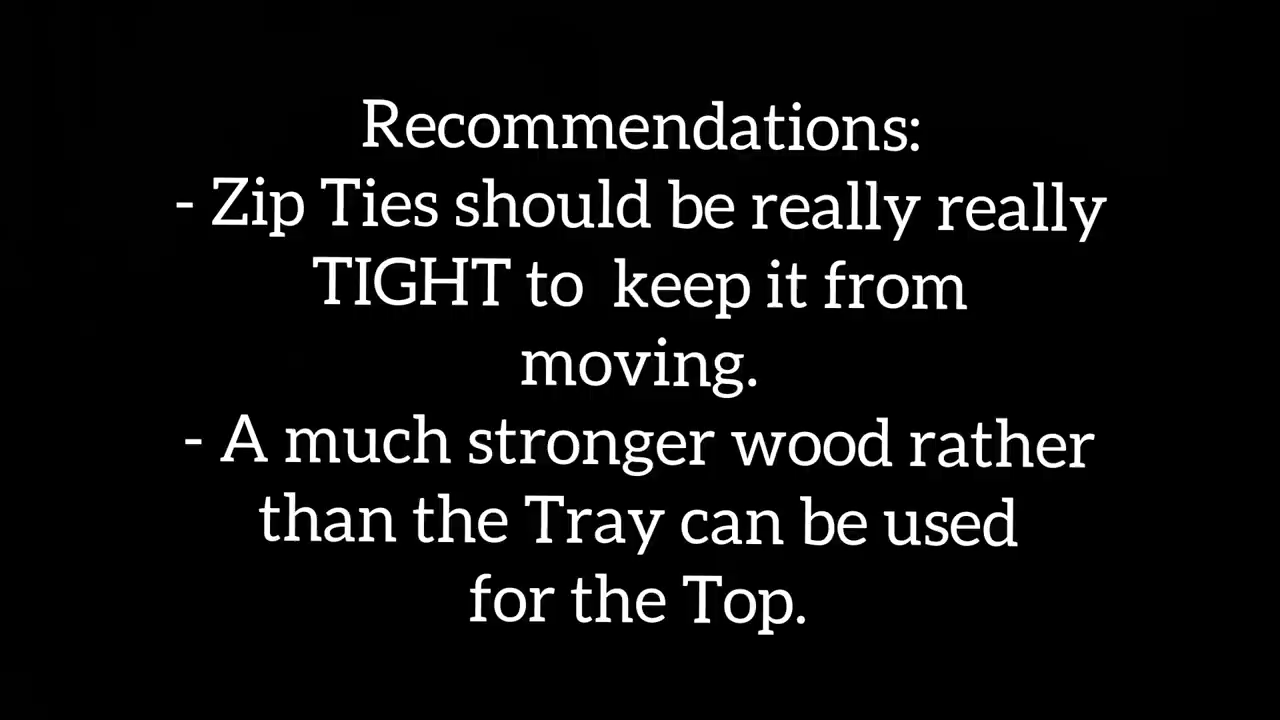 Recommendations:
- Zip Ties should be really really
TIGHT to  keep it from
moving.
- A much stronger wood rather
than the Tray can be used
for the Top.